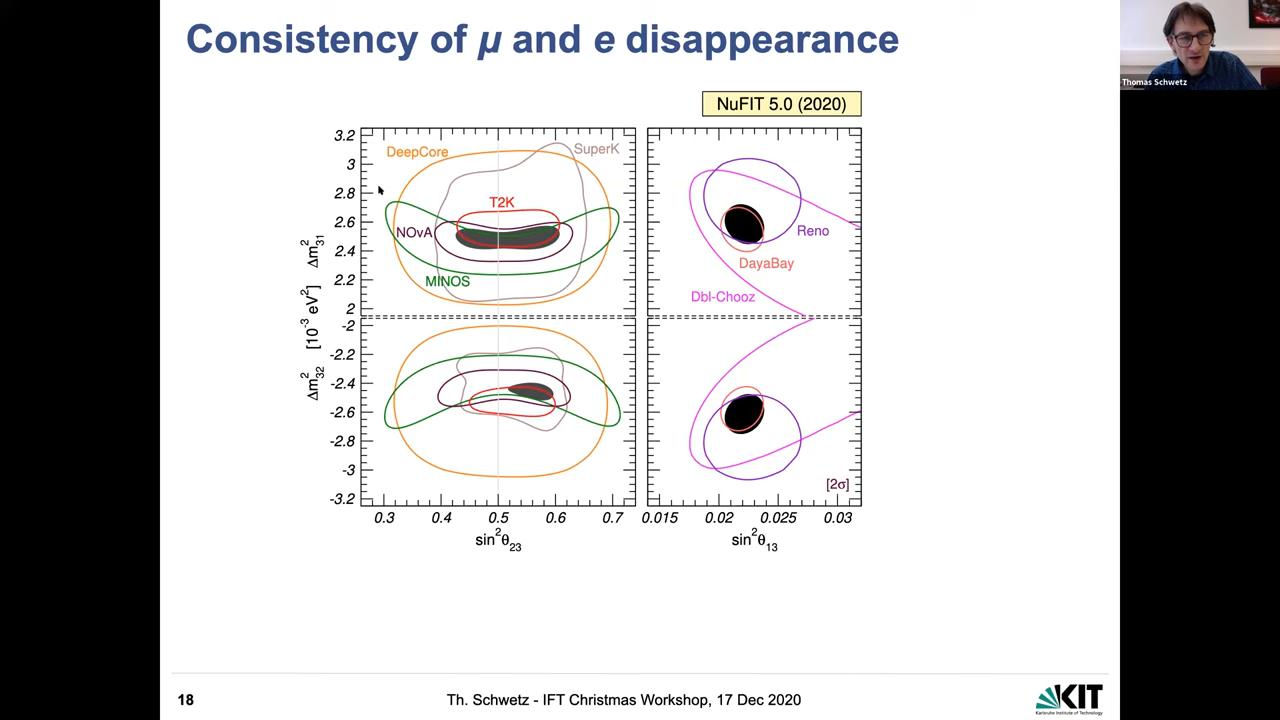 Consistency of μ and e disappearance
Thomas Schwetz
NuFIT 5.0 (2020)
3.2
3
2.8
2.6
2.4
2.2
2
-2
-2.2
-2.4
-2.6
-2.8
-3
-3.2
Δm²₃₂ [10⁻³ eV²] Δm²₃₁
DeepCore
SuperK
T2K
NOvA
MINOS
Reno
DayaBay
Dbl-Chooz
[2σ]
0.3 0.4 0.5 0.6 0.7
0.015 0.02 0.025 0.03
sin²θ₂₃
sin²θ₁₃
18
Th. Schwetz - IFT Christmas Workshop, 17 Dec 2020
KIT
Karlsruhe Institute of Technology